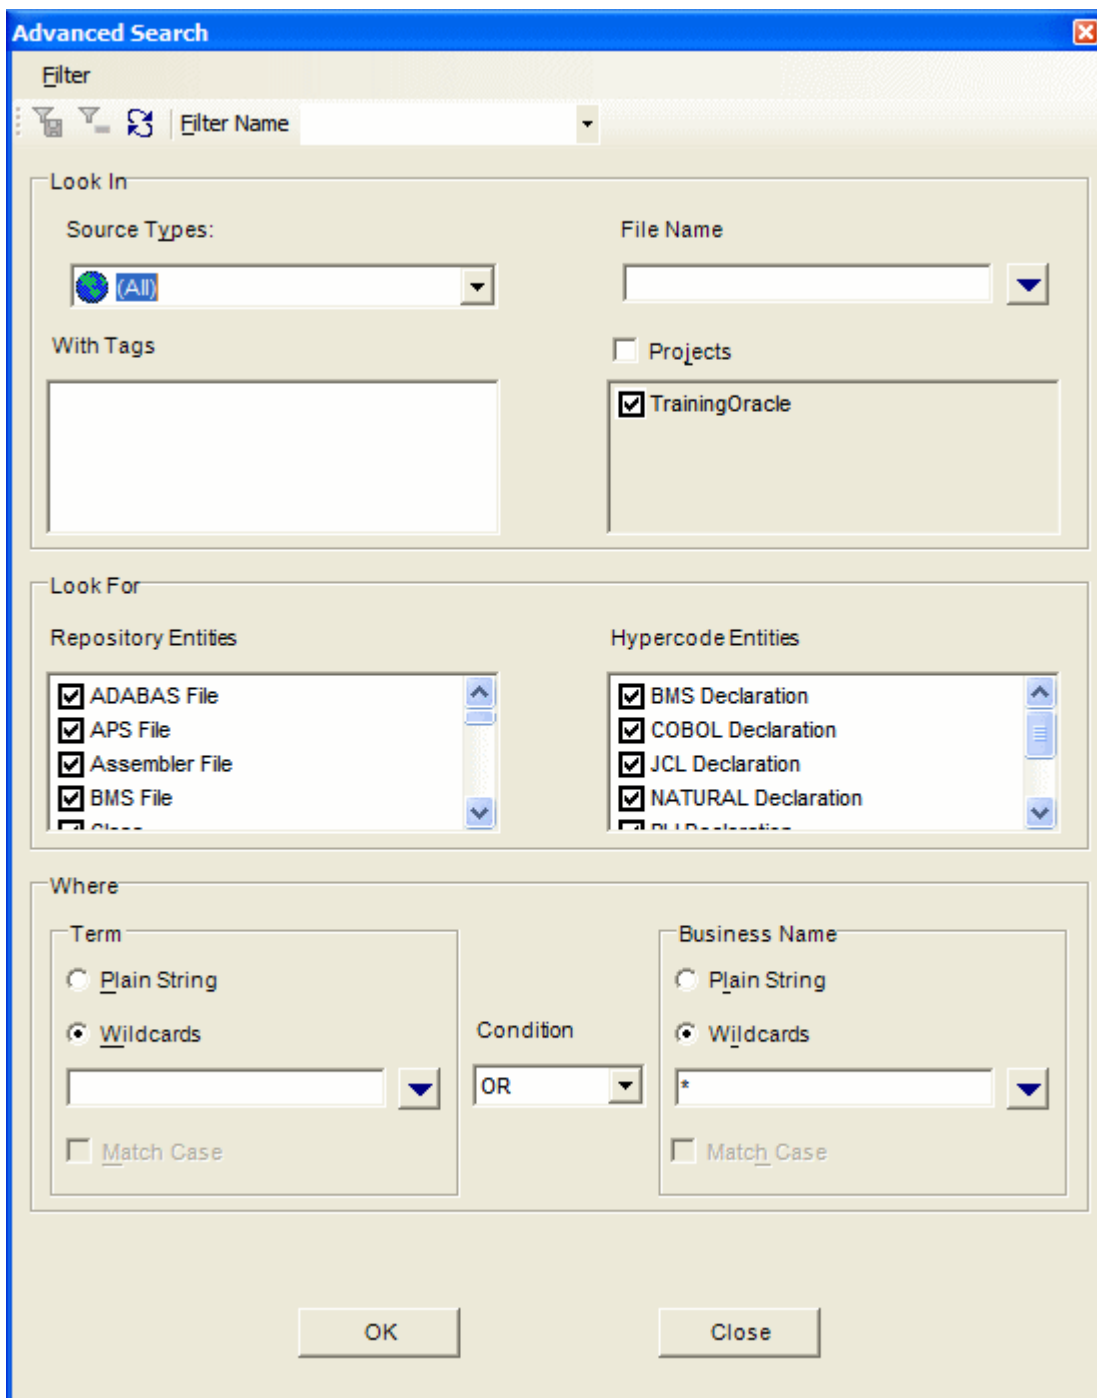 Advanced Search
Filter
Filter Name
Look In
Source Types:
File Name
(All)
With Tags
Projects
TrainingOracle
Look For
Repository Entities
Hypercode Entities
ADABAS File
BMS Declaration
APS File
COBOL Declaration
Assembler File
JCL Declaration
BMS File
NATURAL Declaration
Where
Term
Business Name
Plain String
Plain String
Wildcards
Condition
Wildcards
OR
*
Match Case
Match Case
OK
Close